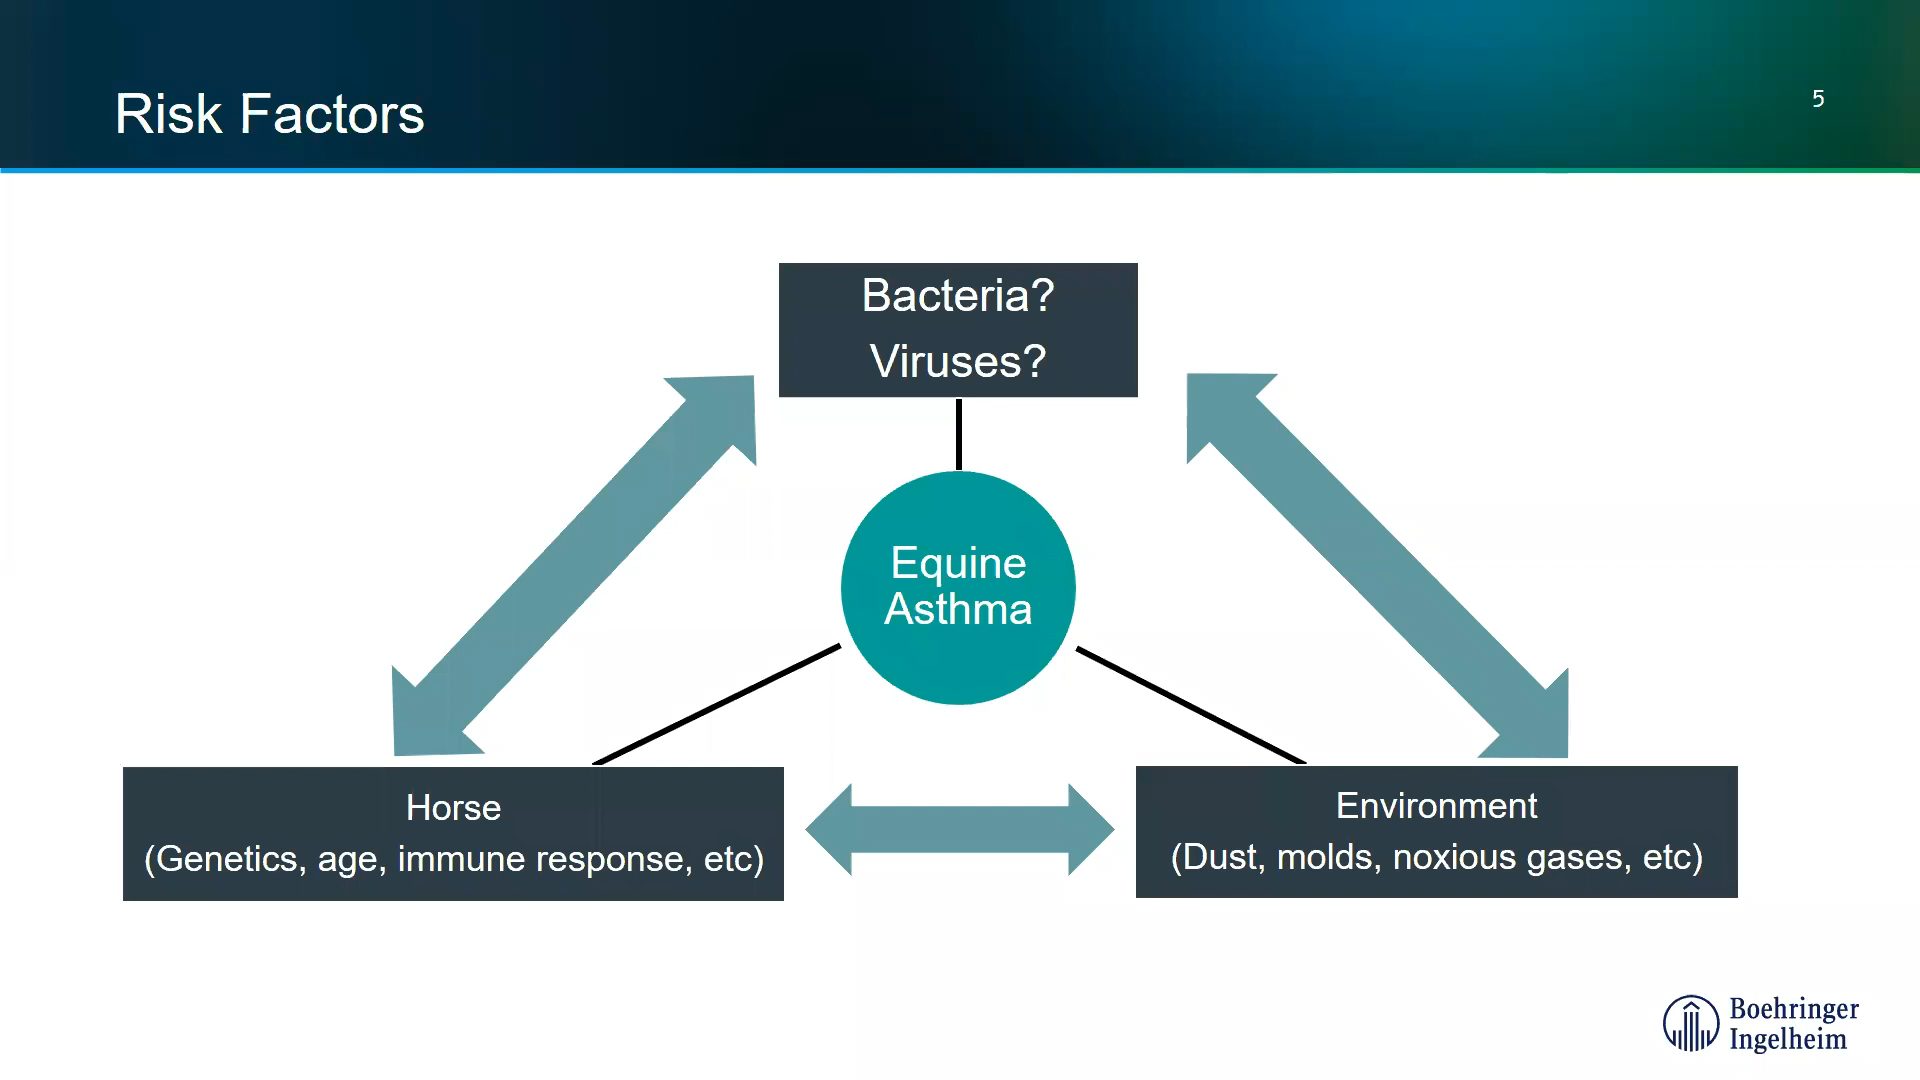 Risk Factors
5
Bacteria?
Viruses?
Equine
Asthma
Horse
(Genetics, age, immune response, etc)
Environment
(Dust, molds, noxious gases, etc)
Boehringer
Ingelheim